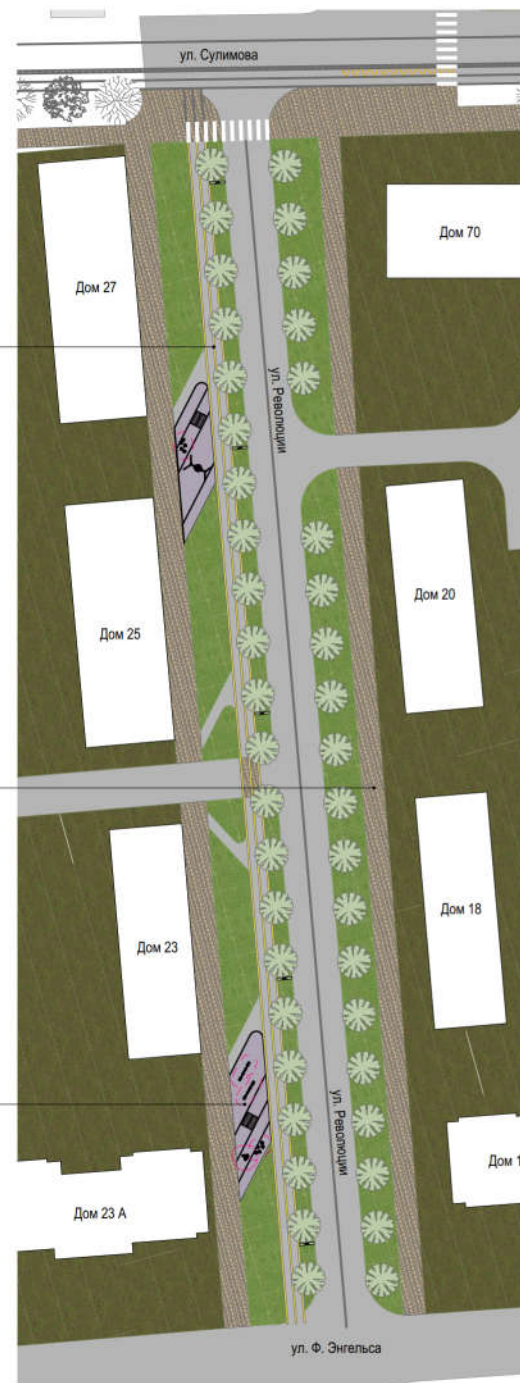 ул. Сулимова
Дом 70
Дом 27
ул. Революции
Дом 20
Дом 25
Дом 18
Дом 23
ул. Революции
Дом 1
Дом 23 А
ул. Ф. Энгельса